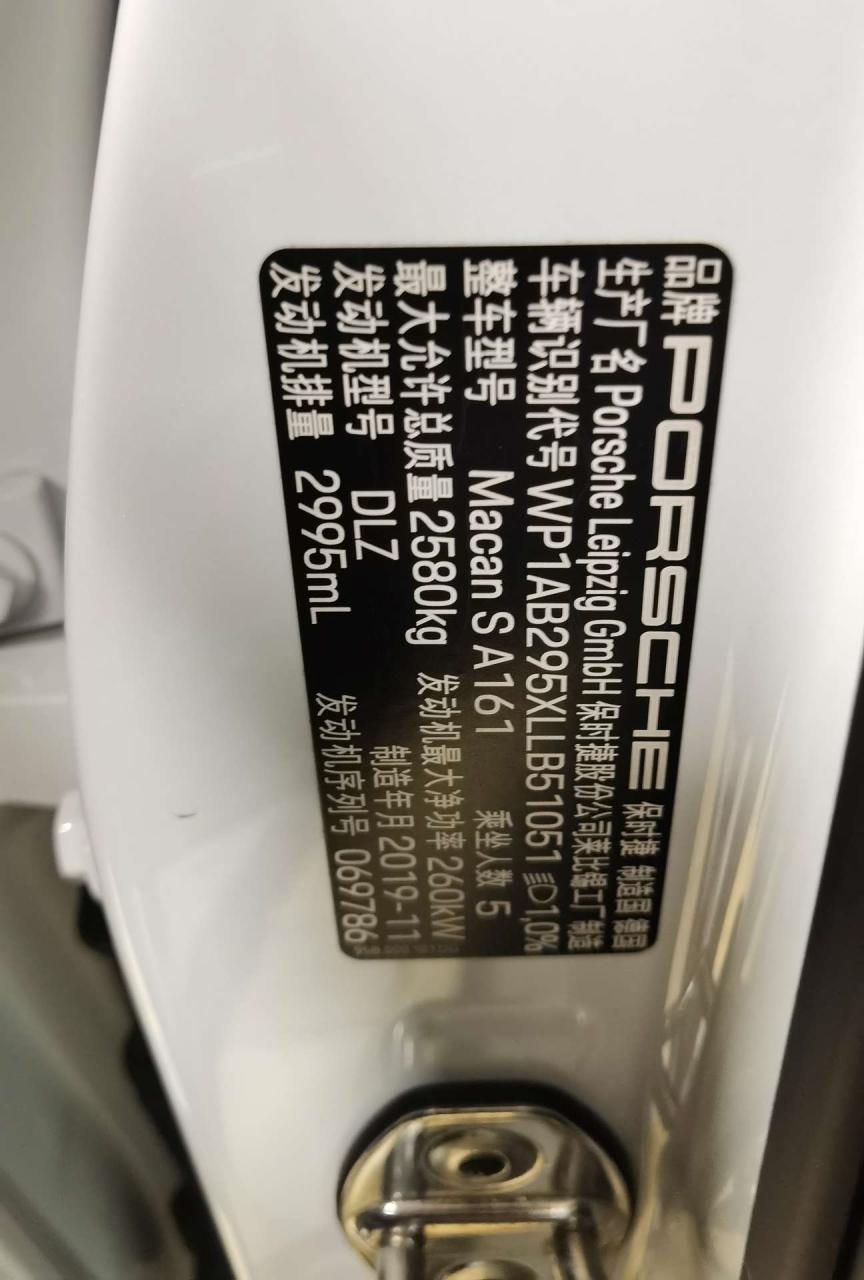 品牌 PORSCHE 保时捷 制造国 德国
生产厂名 Porsche Leipzig GmbH 保时捷股份公司莱比锡工厂 制造
车辆识别代号 WP1AB295XLLB51051 1,0%
整车型号 Macan S A161 乘坐人数 5
最大允许总质量 2580kg 发动机最大净功率 260kW
发动机型号 DLZ 制造年月 2019-11
发动机排量 2995mL 发动机序列号 069786